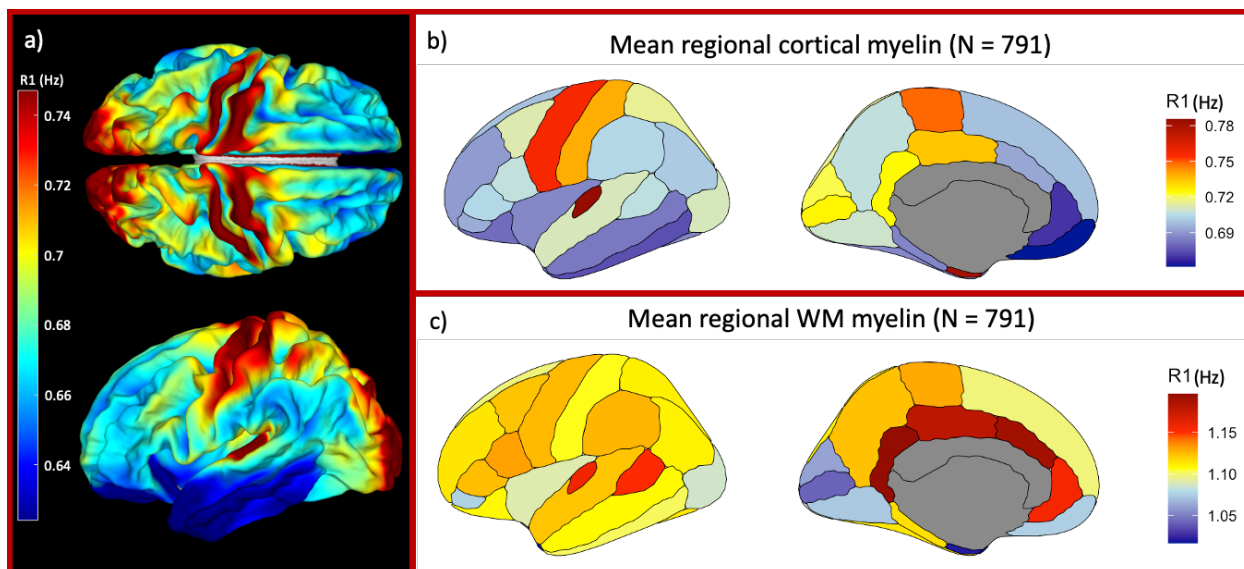 a)
R1 (Hz)
0.74
0.72
0.7
0.68
0.66
0.64
b)
Mean regional cortical myelin (N = 791)
R1 (Hz)
0.78
0.75
0.72
0.69
c)
Mean regional WM myelin (N = 791)
R1 (Hz)
1.15
1.10
1.05